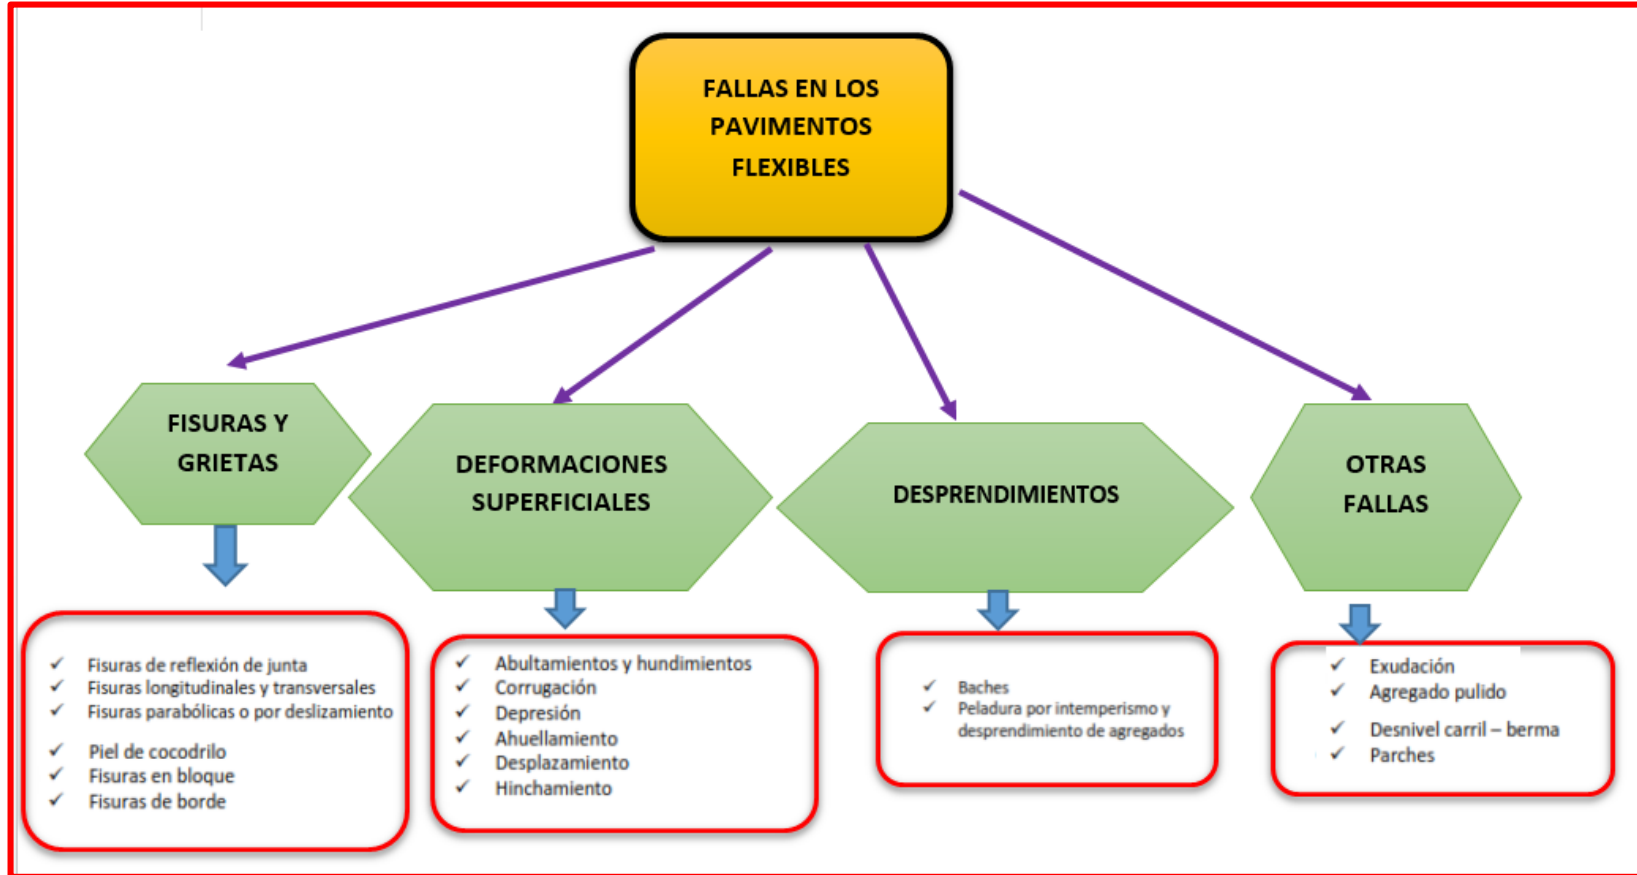 FALLAS EN LOS
PAVIMENTOS
FLEXIBLES
FISURAS Y
GRIETAS
DEFORMACIONES
SUPERFICIALES
DESPRENDIMIENTOS
OTRAS
FALLAS
✓ Fisuras de reflexión de junta
✓ Fisuras longitudinales y transversales
✓ Fisuras parabólicas o por deslizamiento
✓ Piel de cocodrilo
✓ Fisuras en bloque
✓ Fisuras de borde
✓ Abultamientos y hundimientos
✓ Corrugación
✓ Depresión
✓ Ahuellamiento
✓ Desplazamiento
✓ Hinchamiento
✓ Baches
✓ Peladura por intemperismo y
desprendimiento de agregados
✓ Exudación
✓ Agregado pulido
✓ Desnivel carril – berma
✓ Parches